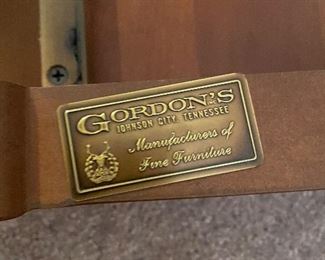 GORDON'S
JOHNSON CITY, TENNESSEE
Manufacturers of
Fine Furniture